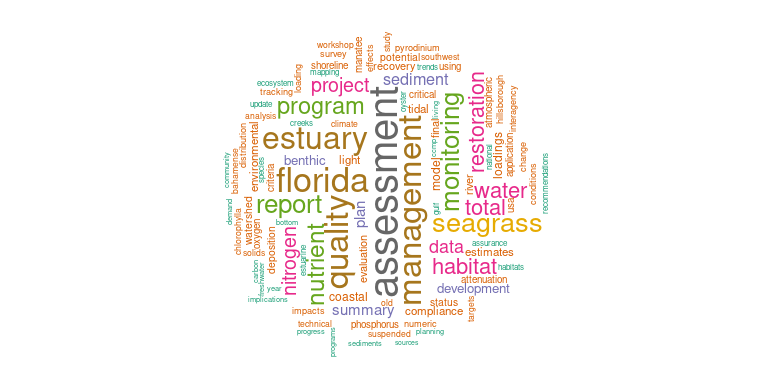 workshop
survey
manatee
effects
study
pyrodinium
potential
southwest
shoreline
recovery
trends
using
mapping
ecosystem
loading
project
sediment
tracking
program
oyster
critical
update
analysis
creeks
climate
tidal
living
monitoring
restoration
atmospheric
hillsborough
interagency
estuary
assessment
management
final
ccmp
distribution
environmental
benthic
light
model
national
loadings
application
change
community
bahamense
species
criteria
florida
river
water
usa
conditions
recommendations
demand
chlorophylla
watershed
report
quality
plan
gulf
total
seagrass
bottom
oxygen
solids
deposition
nitrogen
estuarine
nutrient
evaluation
data
assurance
estimates
carbon
freshwater
year
habitat
habitats
attenuation
implications
coastal
old
development
impacts
summary
status
compliance
targets
technical
phosphorus
numeric
progress
programs
suspended
planning
sediments
sources